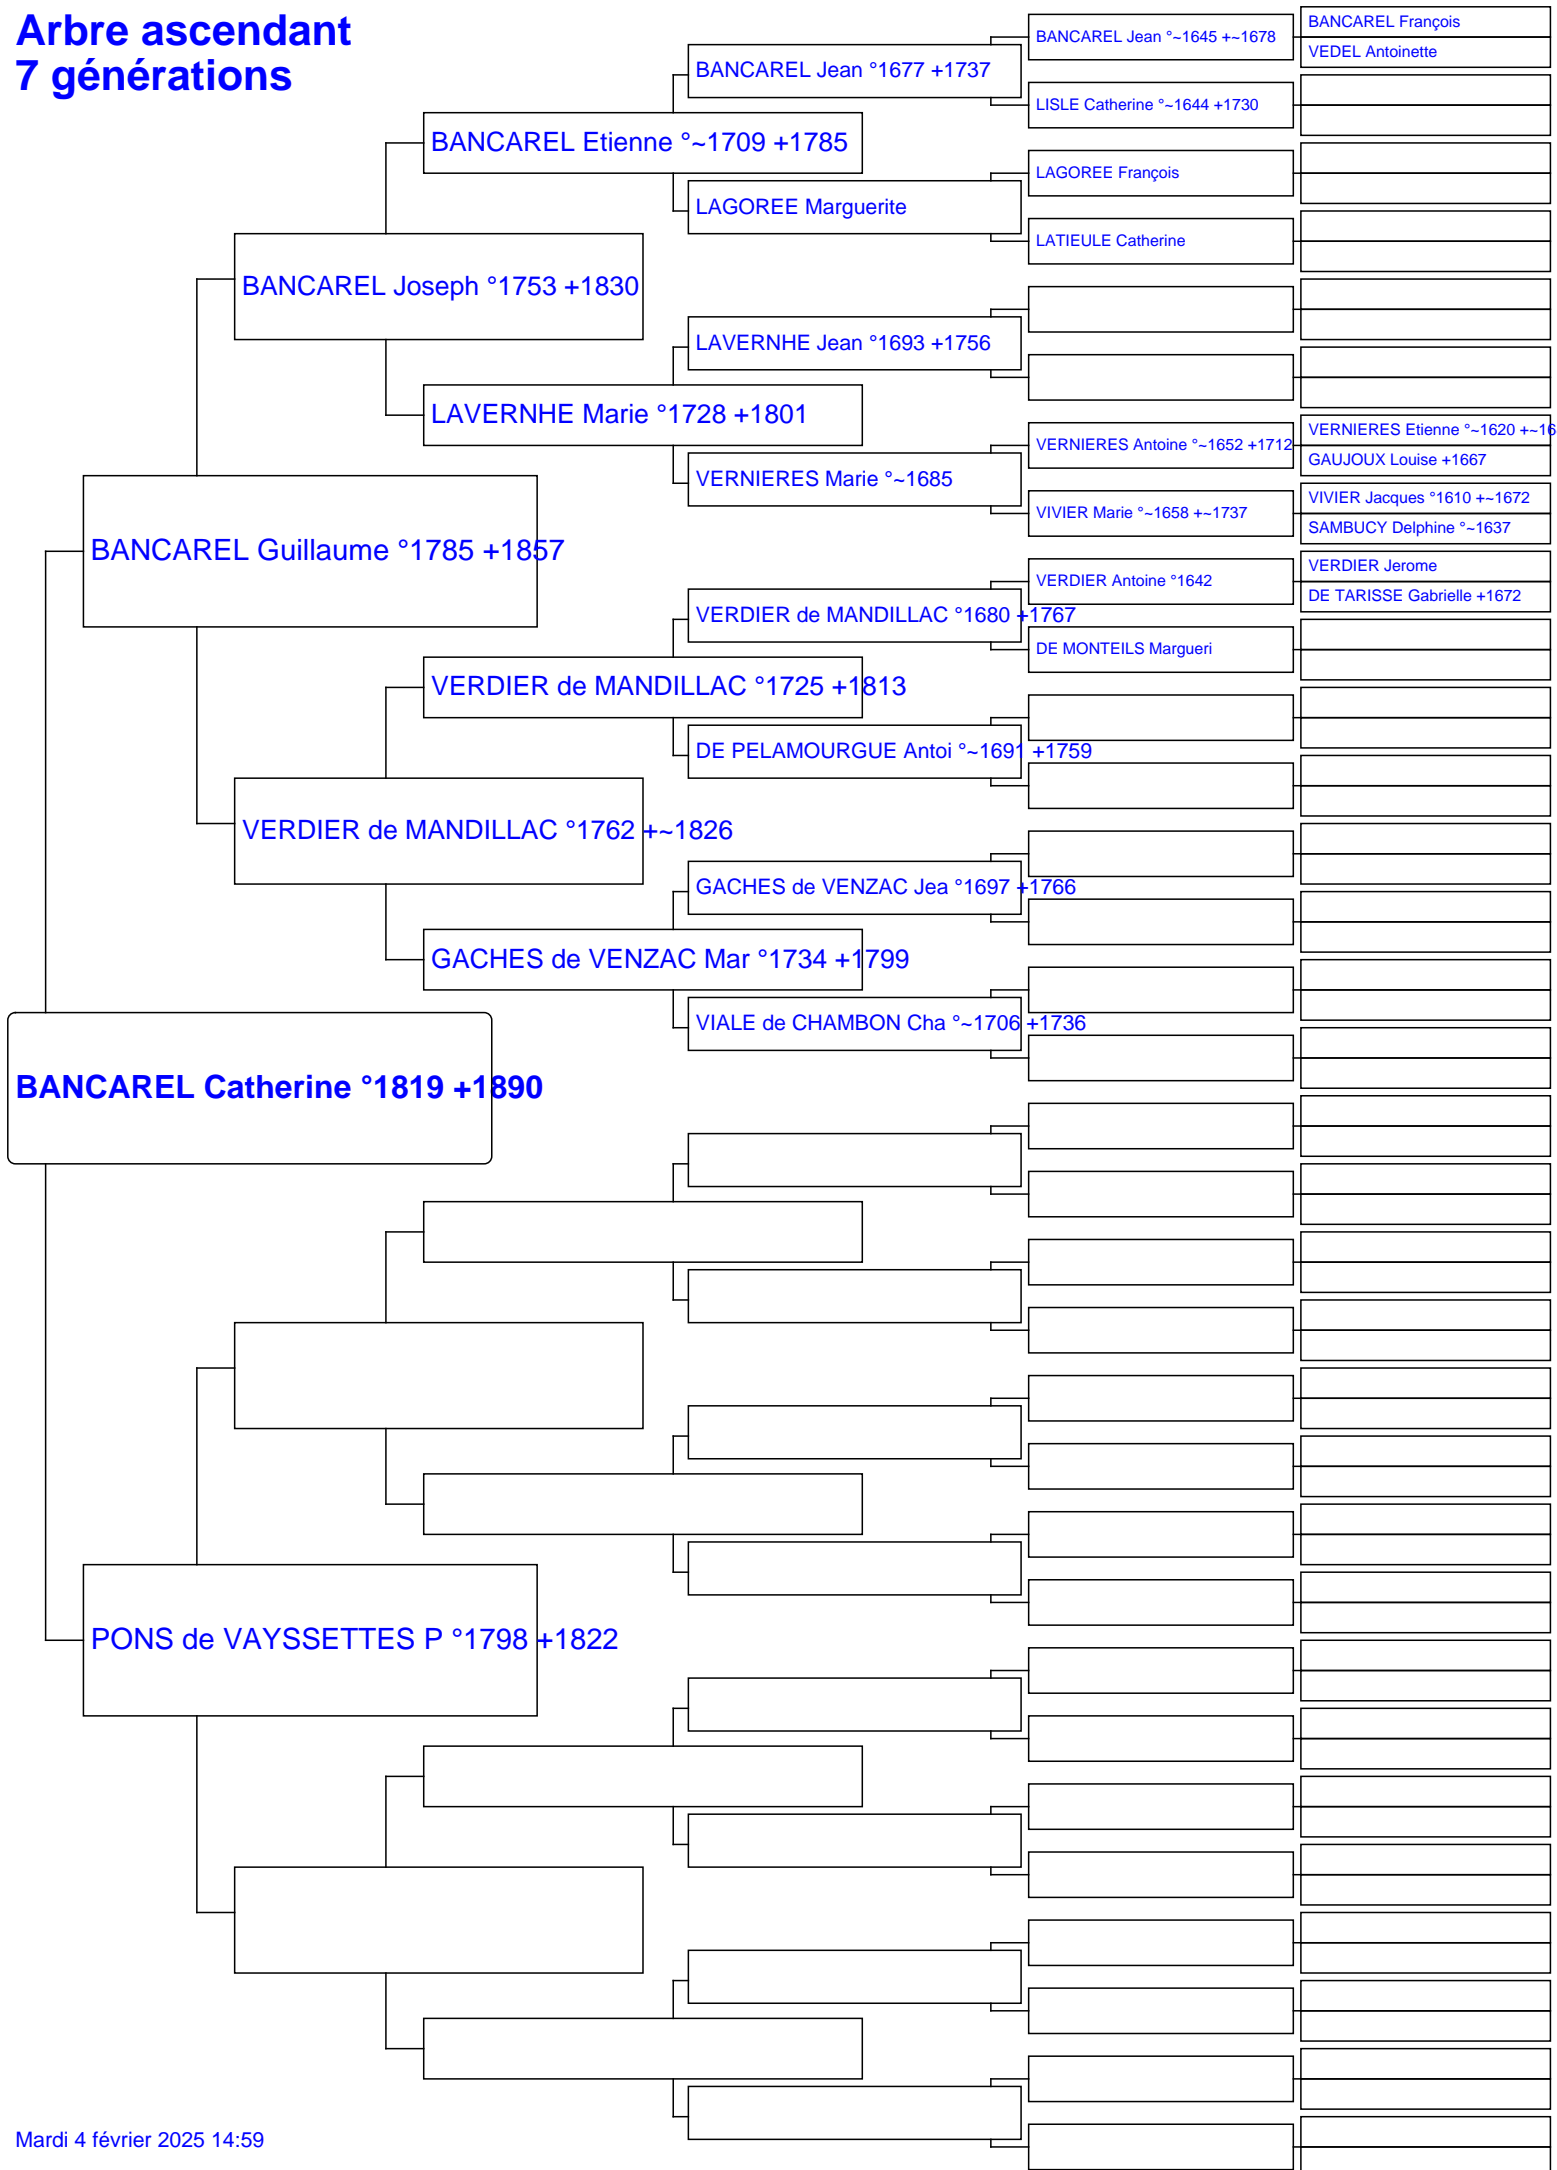 Arbre ascendant
7 générations
BANCAREL François
BANCAREL Jean °~1645 +~1678
VEDEL Antoinette
BANCAREL Jean °1677 +1737
LISLE Catherine °~1644 +1730
BANCAREL Etienne °~1709 +1785
LAGOREE François
LAGOREE Marguerite
LATIEULE Catherine
BANCAREL Joseph °1753 +1830
LAVERNHE Jean °1693 +1756
LAVERNHE Marie °1728 +1801
VERNIERES Etienne °~1620 +~16
VERNIERES Antoine °~1652 +1712
GAUJOUX Louise +1667
VERNIERES Marie °~1685
VIVIER Jacques °1610 +~1672
VIVIER Marie °~1658 +~1737
SAMBUCY Delphine °~1637
BANCAREL Guillaume °1785 +1857
VERDIER Jerome
VERDIER Antoine °1642
DE TARISSE Gabrielle +1672
VERDIER de MANDILLAC °1680 +1767
DE MONTEILS Margueri
VERDIER de MANDILLAC °1725 +1813
DE PELAMOURGUE Antoi °~1691 +1759
VERDIER de MANDILLAC °1762 +~1826
GACHES de VENZAC Jea °1697 +1766
GACHES de VENZAC Mar °1734 +1799
VIALE de CHAMBON Cha °~1706 +1736
BANCAREL Catherine °1819 +1890
PONS de VAYSSETTES P °1798 +1822
Mardi 4 février 2025 14:59